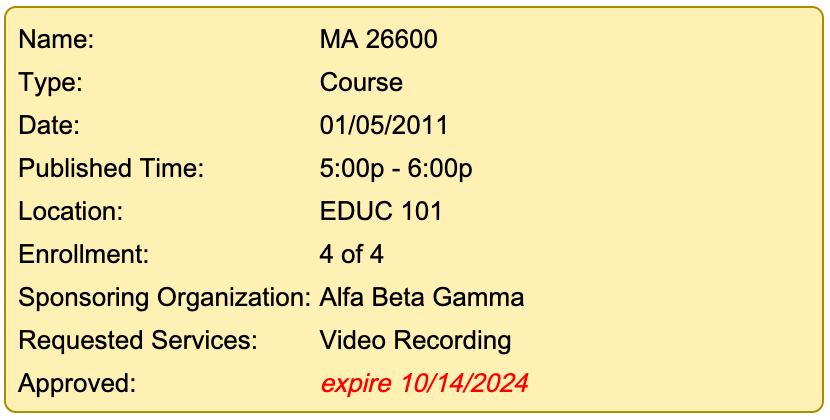 Name: MA 26600
Type: Course
Date: 01/05/2011
Published Time: 5:00p - 6:00p
Location: EDUC 101
Enrollment: 4 of 4
Sponsoring Organization: Alfa Beta Gamma
Requested Services: Video Recording
Approved: expire 10/14/2024